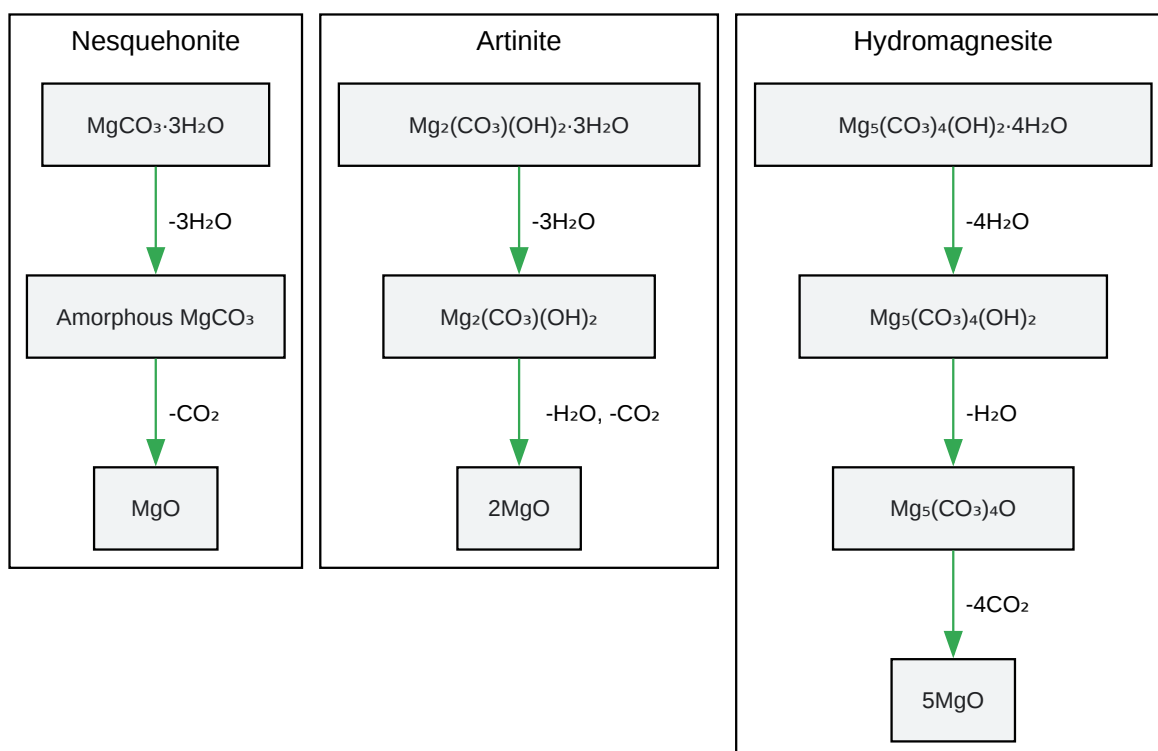 Nesquehonite
MgCO₃·3H₂O
-3H₂O
Amorphous MgCO₃
-CO₂
MgO
Artinite
Mg₂(CO₃)(OH)₂·3H₂O
-3H₂O
Mg₂(CO₃)(OH)₂
-H₂O, -CO₂
2MgO
Hydromagnesite
Mg₅(CO₃)₄(OH)₂·4H₂O
-4H₂O
Mg₅(CO₃)₄(OH)₂
-H₂O
Mg₅(CO₃)₄O
-4CO₂
5MgO